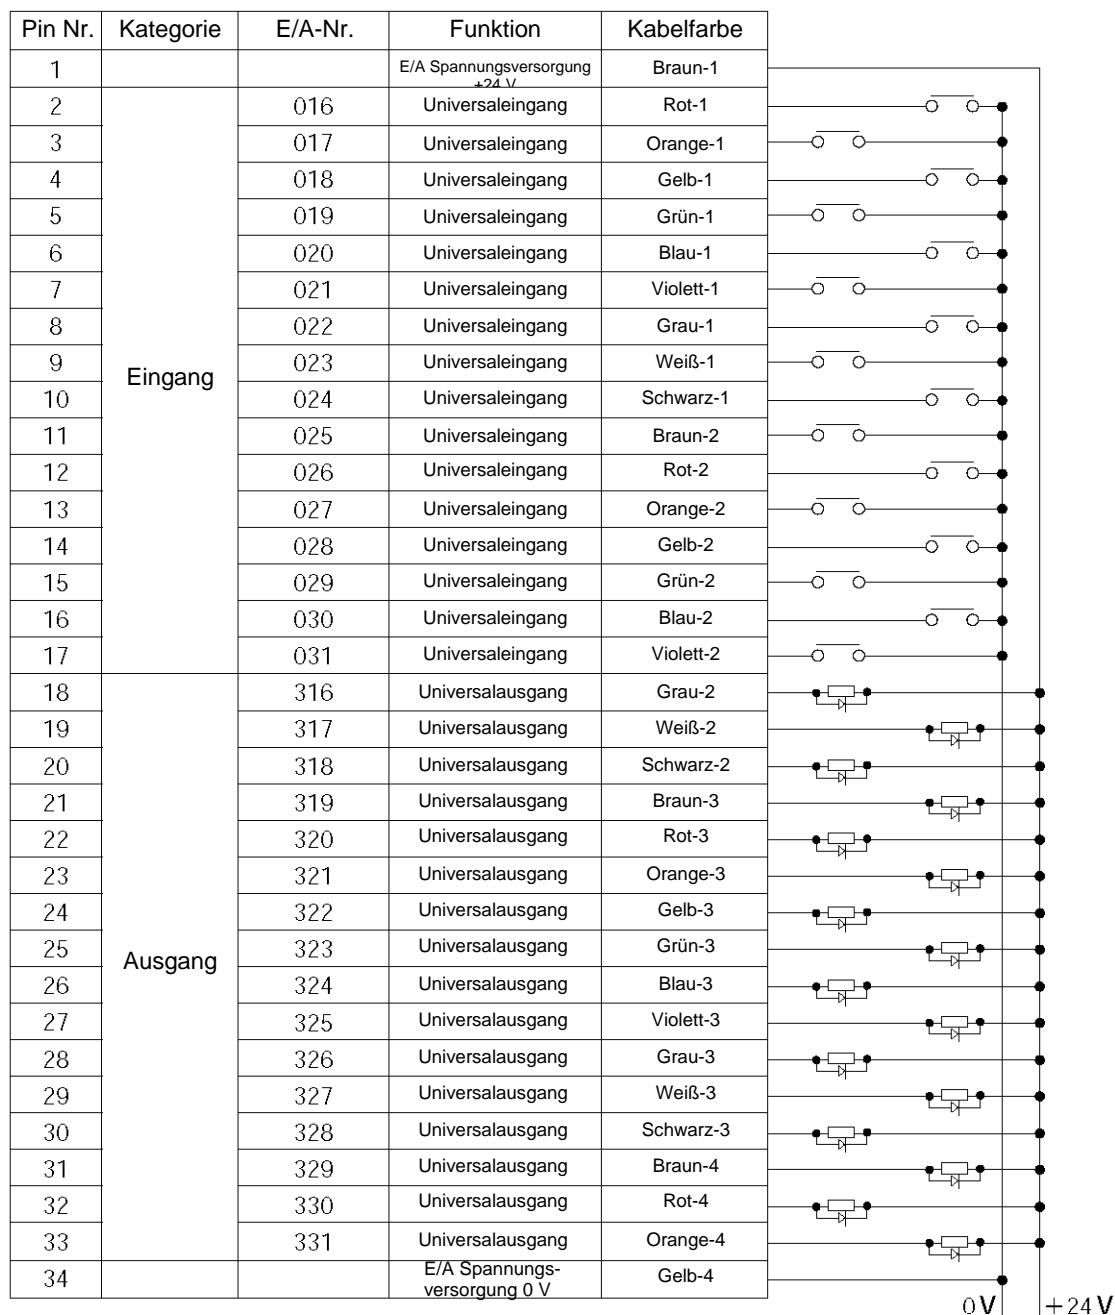 Pin Nr. Kategorie E/A-Nr. Funktion Kabelfarbe
1 E/A Spannungsversorgung +24 V Braun-1
2 016 Universaleingang Rot-1
3 017 Universaleingang Orange-1
4 018 Universaleingang Gelb-1
5 019 Universaleingang Grün-1
6 020 Universaleingang Blau-1
7 021 Universaleingang Violett-1
8 022 Universaleingang Grau-1
9 023 Universaleingang Weiß-1
Eingang
10 024 Universaleingang Schwarz-1
11 025 Universaleingang Braun-2
12 026 Universaleingang Rot-2
13 027 Universaleingang Orange-2
14 028 Universaleingang Gelb-2
15 029 Universaleingang Grün-2
16 030 Universaleingang Blau-2
17 031 Universaleingang Violett-2
18 316 Universalausgang Grau-2
19 317 Universalausgang Weiß-2
20 318 Universalausgang Schwarz-2
21 319 Universalausgang Braun-3
22 320 Universalausgang Rot-3
23 321 Universalausgang Orange-3
24 322 Universalausgang Gelb-3
25 323 Universalausgang Grün-3
Ausgang
26 324 Universalausgang Blau-3
27 325 Universalausgang Violett-3
28 326 Universalausgang Grau-3
29 327 Universalausgang Weiß-3
30 328 Universalausgang Schwarz-3
31 329 Universalausgang Braun-4
32 330 Universalausgang Rot-4
33 331 Universalausgang Orange-4
34 E/A Spannungs-
versorgung 0 V Gelb-4
0 V +24 V